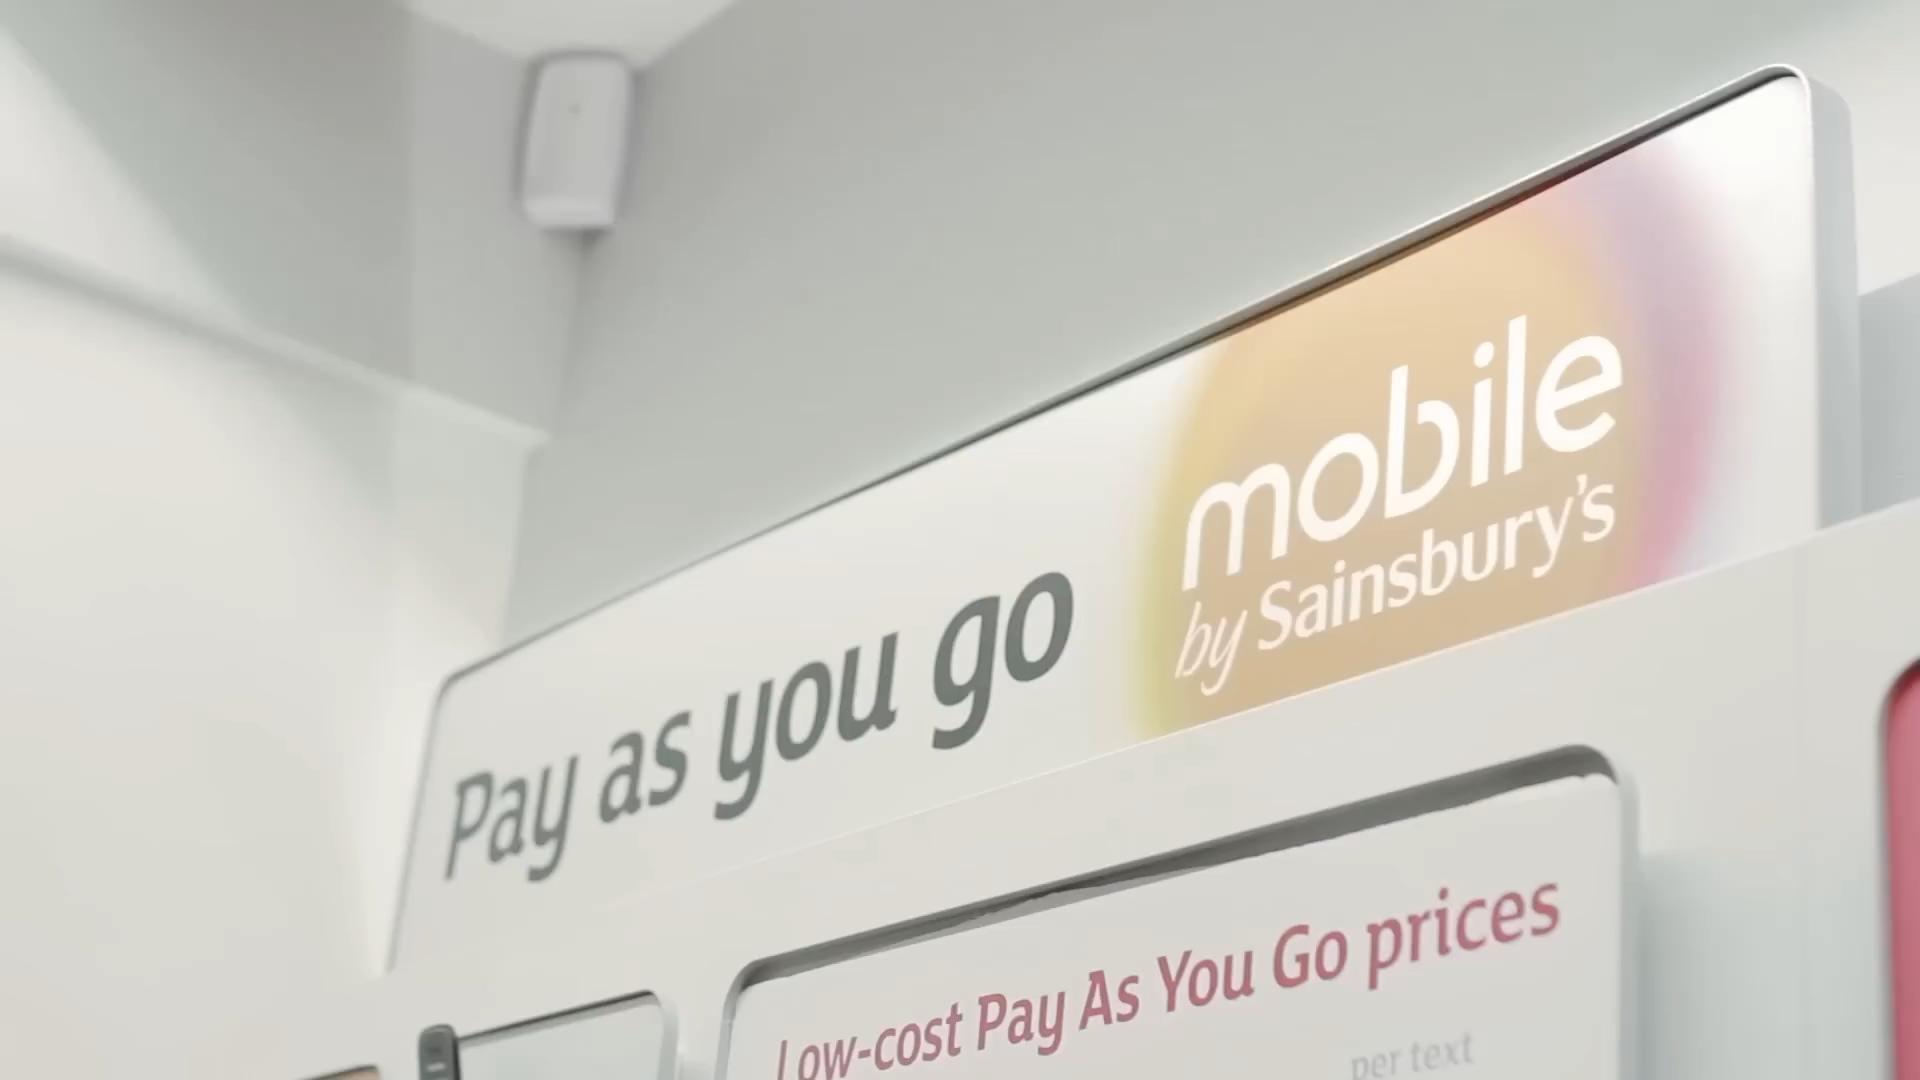 Pay as you go
mobile
by Sainsbury's
Low-cost Pay As You Go prices
per text